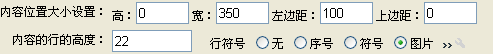 内容位置大小设置： 高：0 宽：350 左边距：100 上边距：0
内容的行的高度： 22 行符号 无 序号 符号 图片 >>